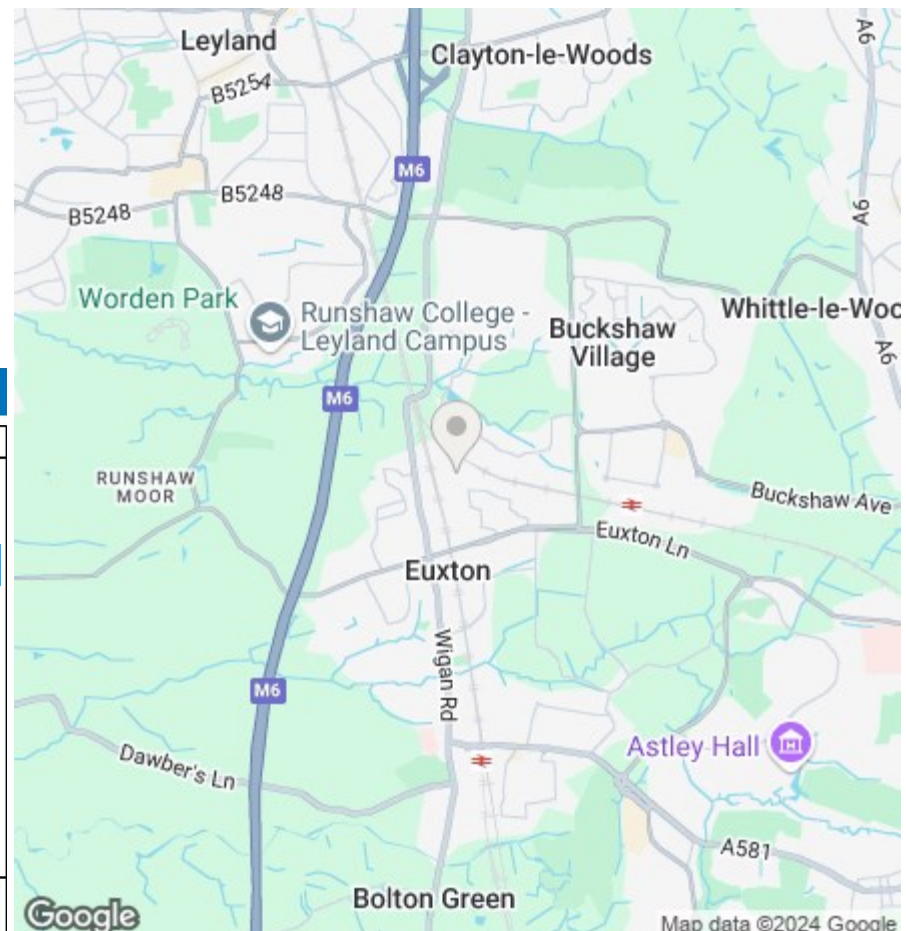 Leyland
Clayton-le-Woods
A6
B5254
M6
B5248
B5248
A6
Worden Park
Runshaw College -
Leyland Campus
Buckshaw
Village
Whittle-le-Woo
A6
M6
RUNSHAW
MOOR
Buckshaw Ave
Euxton Ln
Euxton
Wigan Rd
M6
Astley Hall
Dawber's Ln
A581
Bolton Green
Google
Map data ©2024 Google